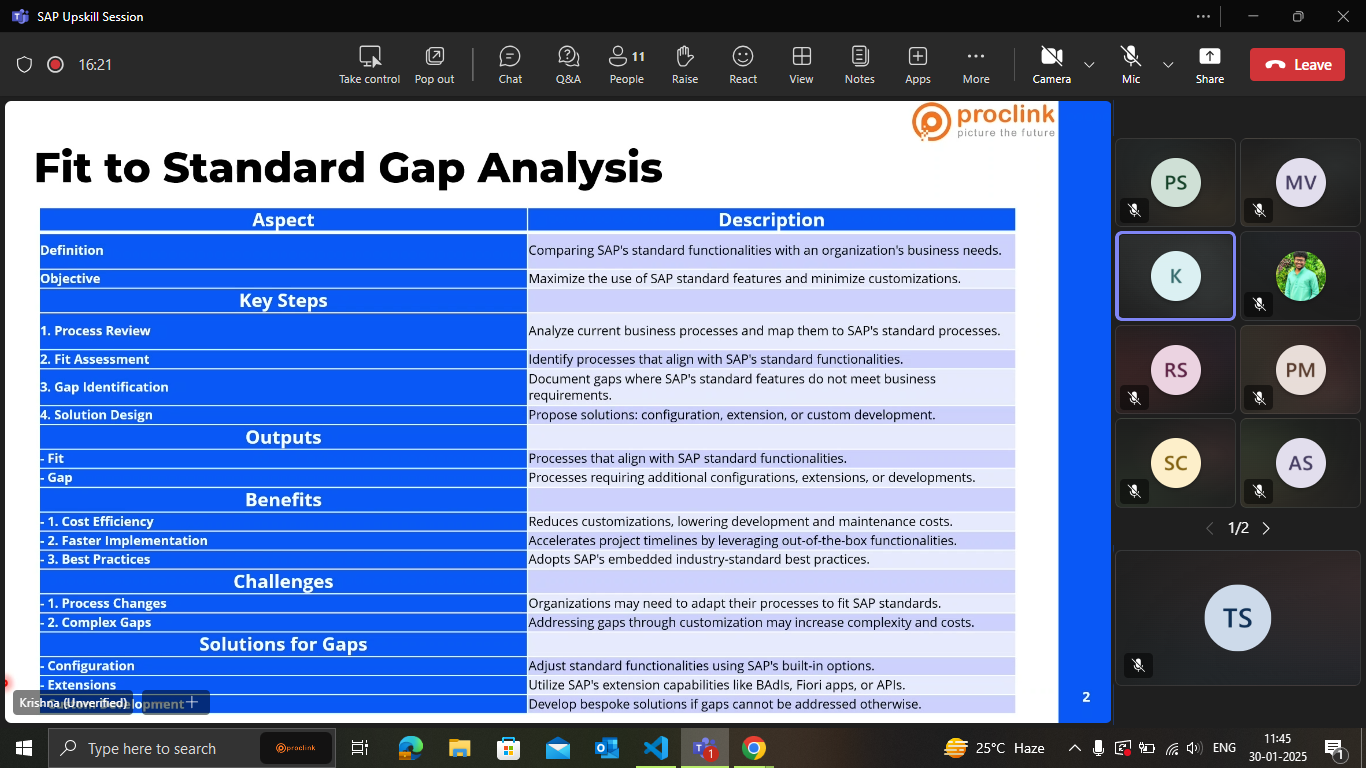 SAP Upskill Session
16:21
Take control
Pop out
Chat
Q&A
11
People
Raise
React
View
Notes
Apps
More
Camera
Mic
Share
Leave
proclink
picture the future
Fit to Standard Gap Analysis
Aspect Description
Definition Comparing SAP's standard functionalities with an organization's business needs.
Objective Maximize the use of SAP standard features and minimize customizations.
Key Steps
1. Process Review Analyze current business processes and map them to SAP's standard processes.
2. Fit Assessment Identify processes that align with SAP's standard functionalities.
3. Gap Identification Document gaps where SAP's standard features do not meet business
requirements.
4. Solution Design Propose solutions: configuration, extension, or custom development.
Outputs
- Fit Processes that align with SAP standard functionalities.
- Gap Processes requiring additional configurations, extensions, or developments.
Benefits
- 1. Cost Efficiency Reduces customizations, lowering development and maintenance costs.
- 2. Faster Implementation Accelerates project timelines by leveraging out-of-the-box functionalities.
- 3. Best Practices Adopts SAP's embedded industry-standard best practices.
Challenges
- 1. Process Changes Organizations may need to adapt their processes to fit SAP standards.
- 2. Complex Gaps Addressing gaps through customization may increase complexity and costs.
Solutions for Gaps
- Configuration Adjust standard functionalities using SAP's built-in options.
- Extensions Utilize SAP's extension capabilities like BAdIs, Fiori apps, or APIs.
Develop bespoke solutions if gaps cannot be addressed otherwise.
Krishna (Unverified)
2
PS
MV
K
RS
PM
SC
AS
1/2
TS
Type here to search
proclink
1
25°C Haze
ENG
11:45
30-01-2025
1